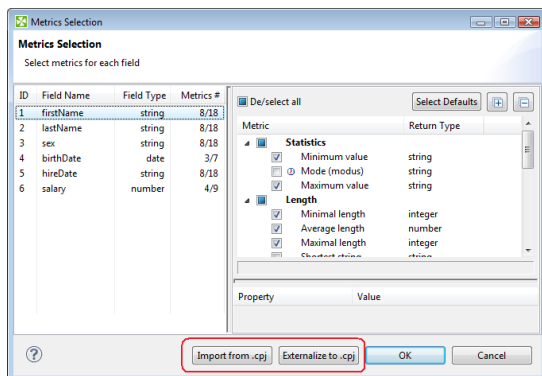 Metrics Selection
Metrics Selection
Select metrics for each field
ID Field Name Field Type Metrics #
1 firstName string 8/18
2 lastName string 8/18
3 sex string 8/18
4 birthDate date 3/7
5 hireDate string 8/18
6 salary number 4/9
De/select all Select Defaults
Metric Return Type
Statistics
Minimum value string
Mode (modus) string
Maximum value string
Length
Minimal length integer
Average length number
Maximal length integer
Shortest string string
Property Value
Import from .cpj Externalize to .cpj OK Cancel